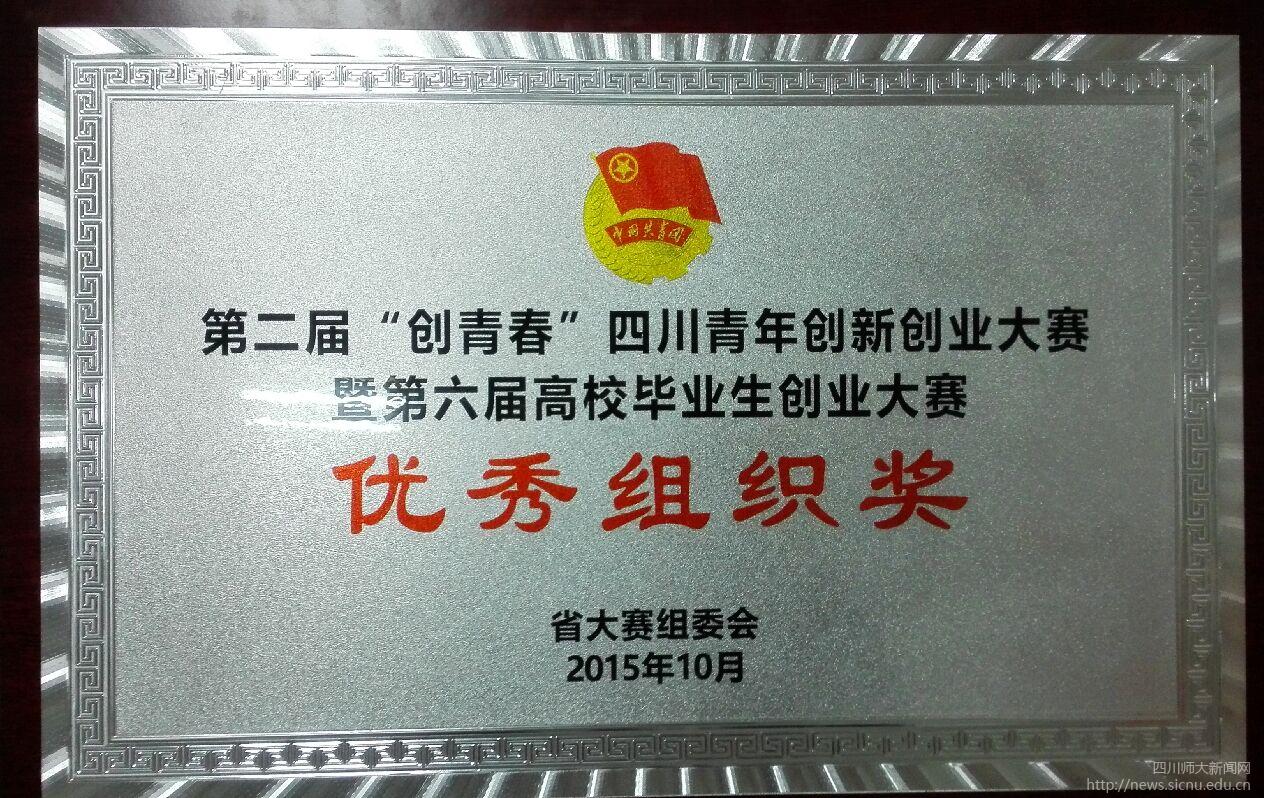 中国共青团
第二届“创青春”四川青年创新创业大赛
暨第六届高校毕业生创业大赛
优秀组织奖
省大赛组委会
2015年10月
四川师大新闻网
http://news.sicnu.edu.cn